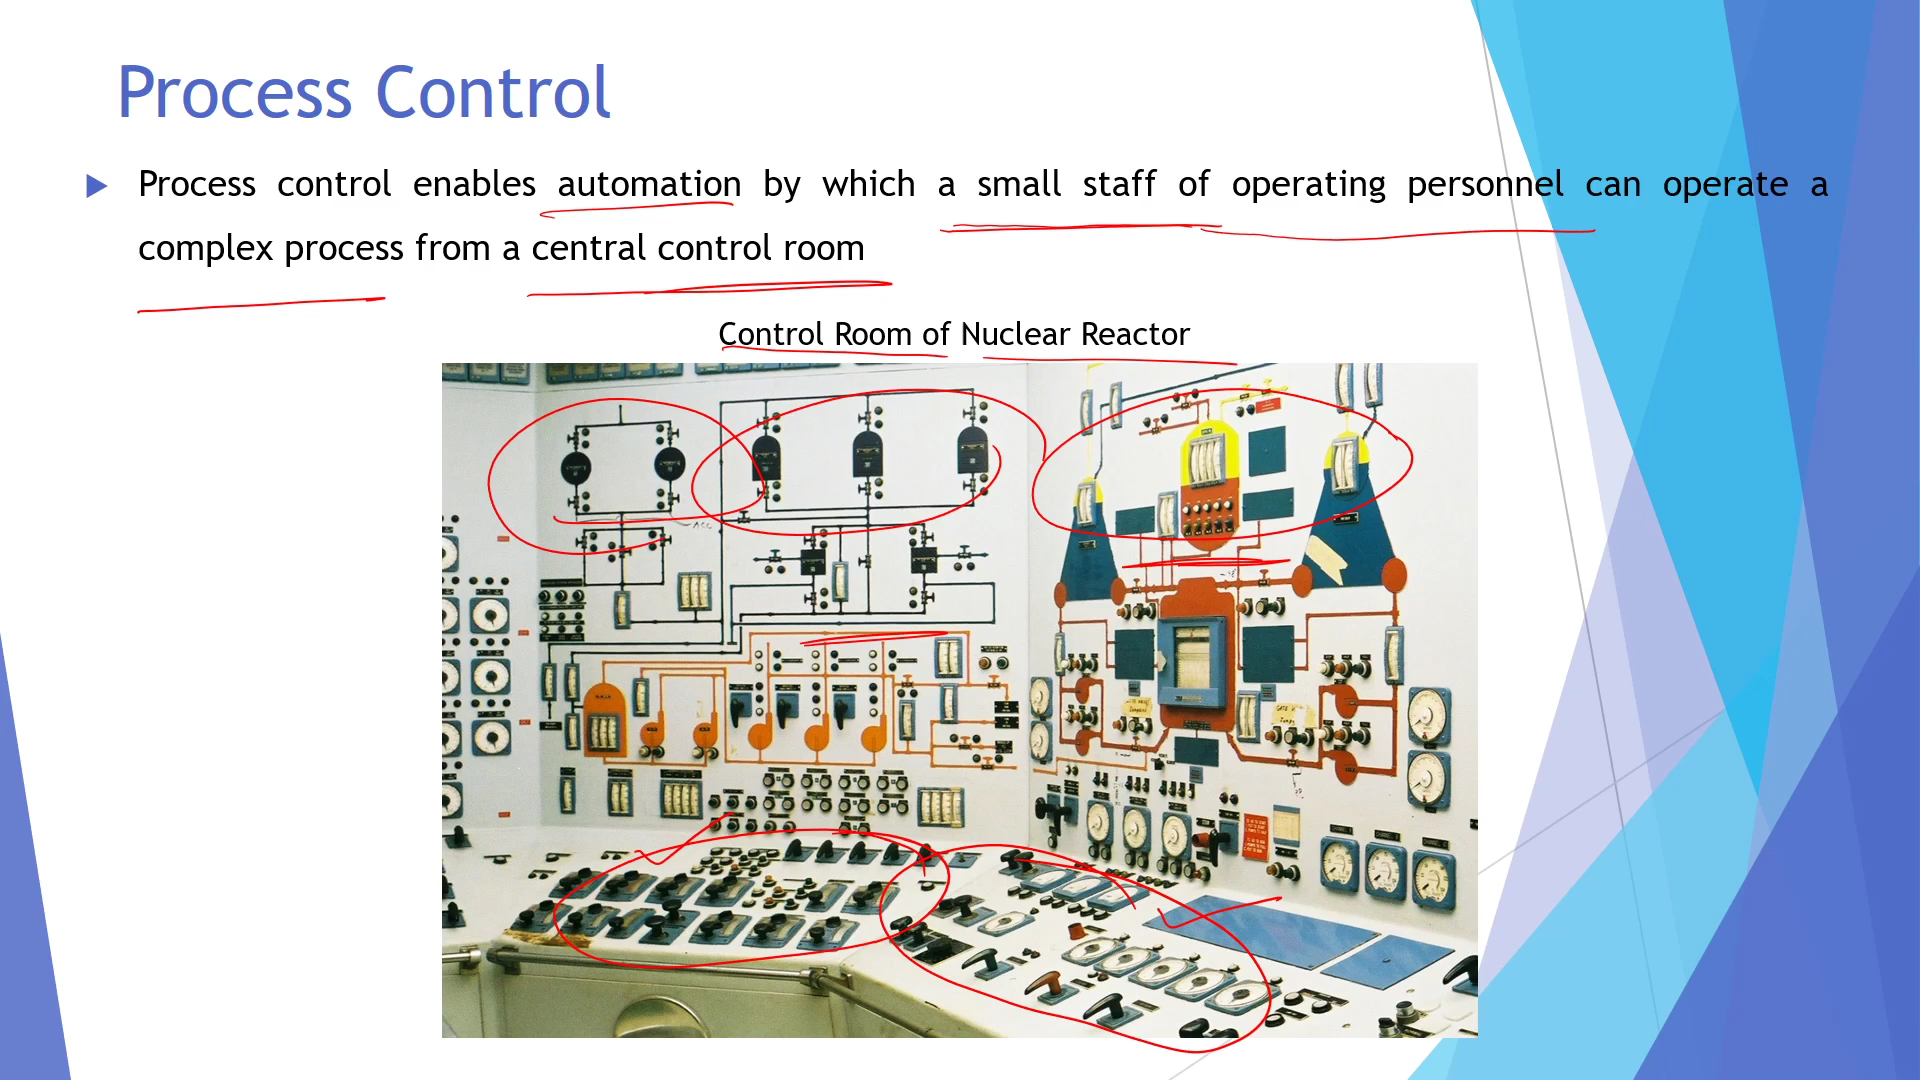 Process Control
Process control enables automation by which a small staff of operating personnel can operate a
complex process from a central control room
Control Room of Nuclear Reactor